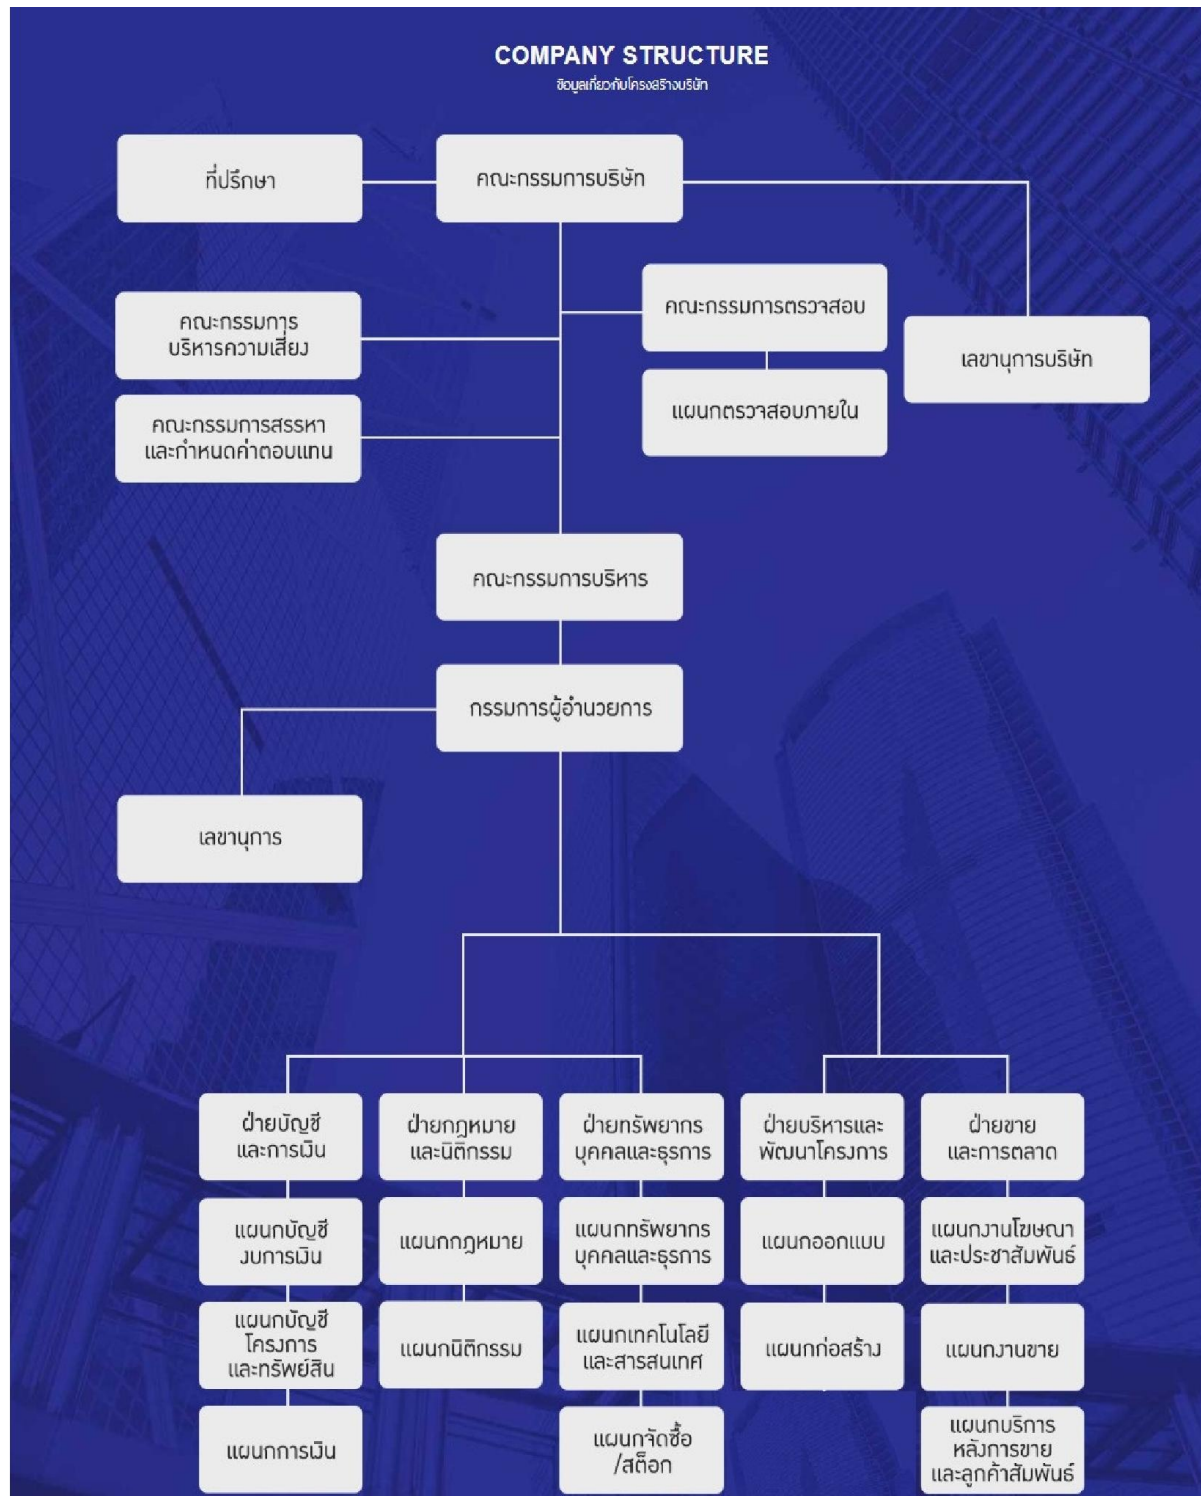 COMPANY STRUCTURE
ข้อมูลเกี่ยวกับโครงสร้างบริษัท
ที่ปรึกษา
คณะกรรมการบริษัท
คณะกรรมการตรวจสอบ
คณะกรรมการ
บริหารความเสี่ยง
เลขานุการบริษัท
แผนกตรวจสอบภายใน
คณะกรรมการสรรหา
และกำหนดค่าตอบแทน
คณะกรรมการบริหาร
กรรมการผู้อำนวยการ
เลขานุการ
ฝ่ายบัญชี
และการเงิน
ฝ่ายกฎหมาย
และนิติกรรม
ฝ่ายทรัพยากร
บุคคลและธุรการ
ฝ่ายบริหารและ
พัฒนาโครงการ
ฝ่ายขาย
และการตลาด
แผนกบัญชี
งบการเงิน
แผนกกฎหมาย
แผนกทรัพยากร
บุคคลและธุรการ
แผนกออกแบบ
แผนกงานโฆษณา
และประชาสัมพันธ์
แผนกบัญชี
โครงการ
และทรัพย์สิน
แผนกนิติกรรม
แผนกเทคโนโลยี
และสารสนเทศ
แผนกก่อสร้าง
แผนกงานขาย
แผนกการเงิน
แผนกจัดซื้อ
/สต็อก
แผนกบริการ
หลังการขาย
และลูกค้าสัมพันธ์